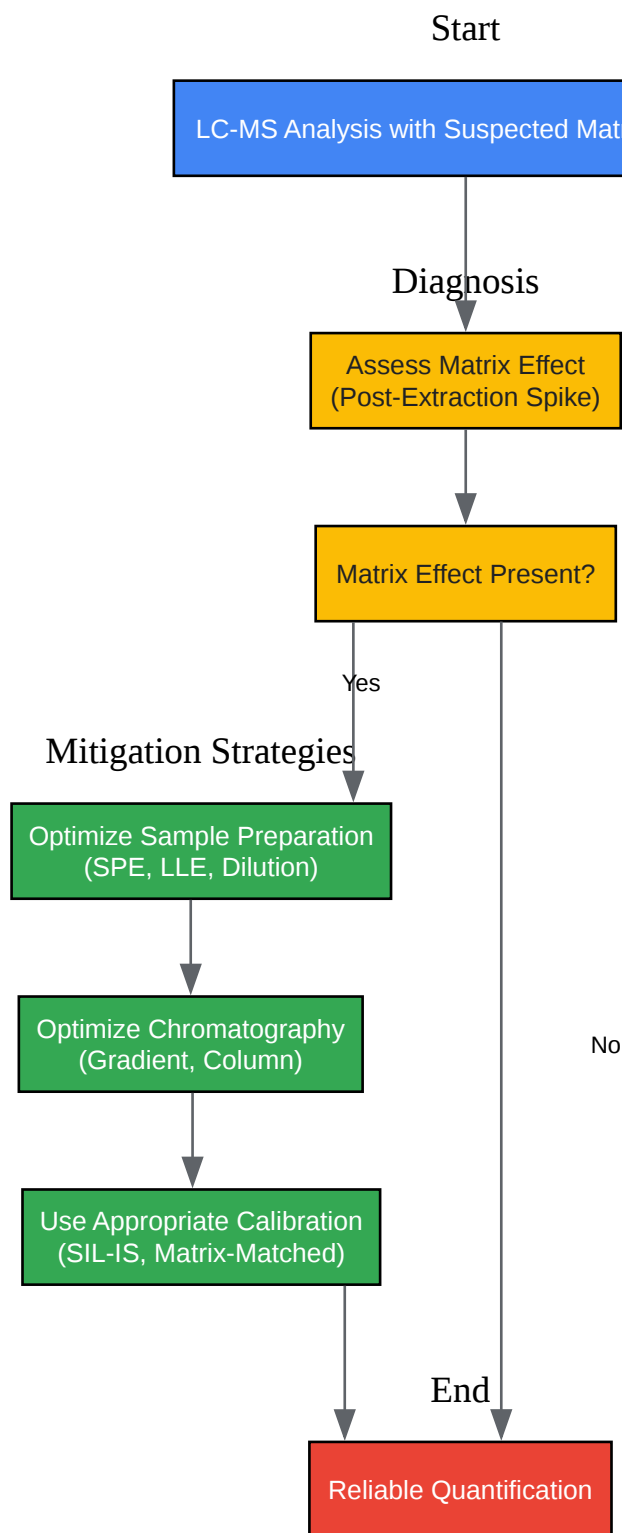 Start
LC-MS Analysis with Suspected Matri
Diagnosis
Assess Matrix Effect
(Post-Extraction Spike)
Matrix Effect Present?
Yes
Mitigation Strategies
Optimize Sample Preparation
(SPE, LLE, Dilution)
Optimize Chromatography
(Gradient, Column)
No
Use Appropriate Calibration
(SIL-IS, Matrix-Matched)
End
Reliable Quantification